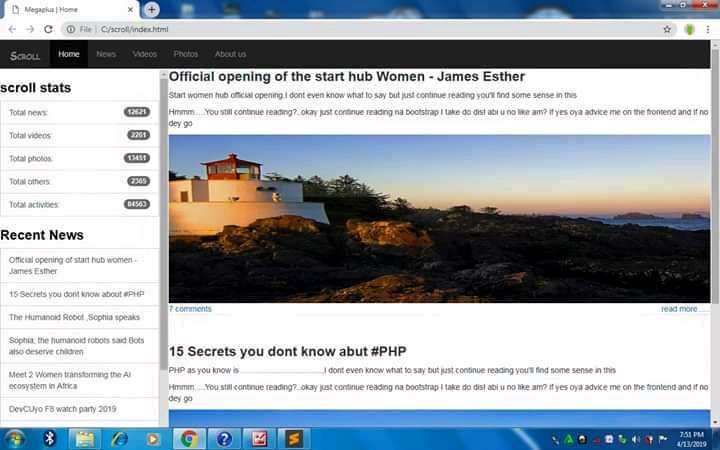 Megaplus | Home
File | C:/scroll/index.html
Scroll
Home News Videos Photos About us
scroll stats
Total news: 12621
Total videos: 2261
Total photos: 13451
Total others: 2365
Total activities: 84563
Recent News
Official opening of start hub women -
James Esther
15 Secrets you dont know about #PHP
The Humanoid Robot ,Sophia speaks
Sophia, the humanoid robots said Bots
also deserve children
Meet 2 Women transforming the AI
ecosystem in Africa
DevCUyo F8 watch party 2019
Official opening of the start hub Women - James Esther
Start women hub official opening,I dont even know what to say but just continue reading you'll find some sense in this
Hmmm.....You still continue reading?..okay just continue reading na bootstrap I take do dis! abi u no like am? If yes oya advice me on the frontend and if no
dey go
7 comments read more.....
15 Secrets you dont know abut #PHP
PHP as you know is ........................................,I dont even know what to say but just continue reading you'll find some sense in this
Hmmm.....You still continue reading?..okay just continue reading na bootstrap I take do dis! abi u no like am? If yes oya advice me on the frontend and if no
dey go
7:51 PM
4/13/2019